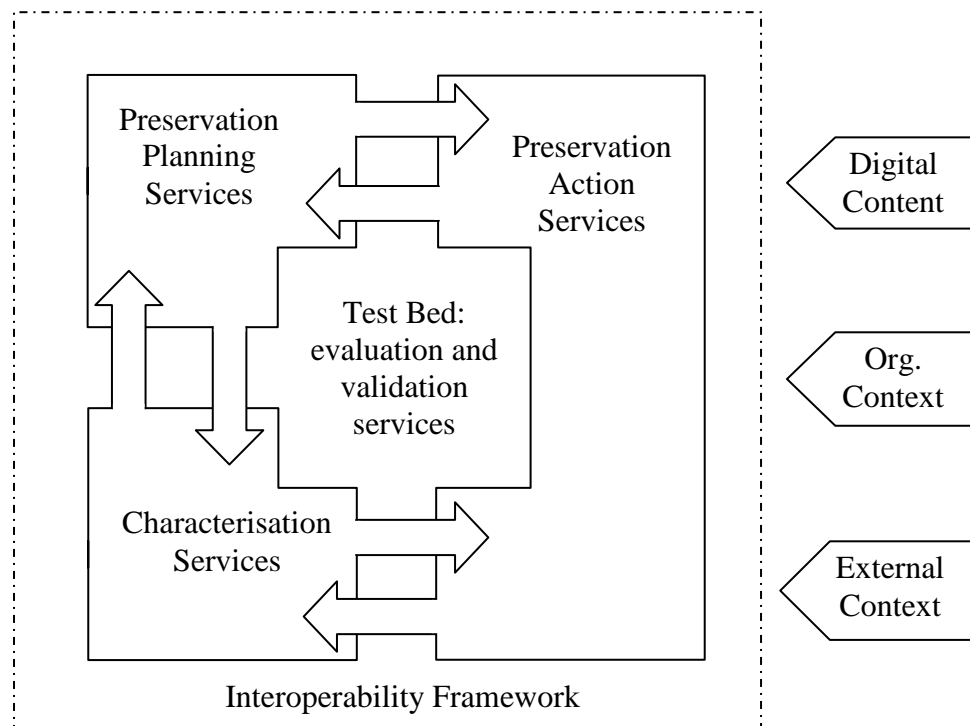 Preservation
Planning
Services
Preservation
Action
Services
Test Bed:
evaluation and
validation
services
Characterisation
Services
Interoperability Framework
Digital
Content
Org.
Context
External
Context